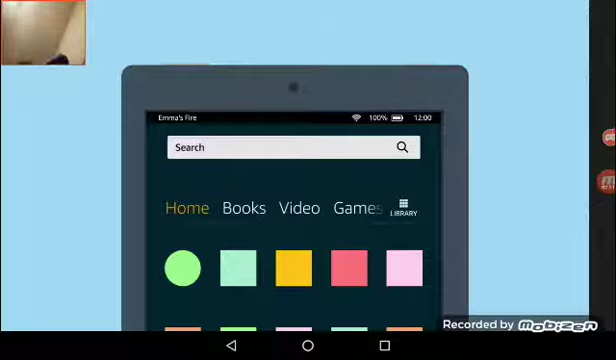 Emma's Fire 100% 12:00
Search
Home Books Video Games LIBRARY
Recorded by MOBIZEN